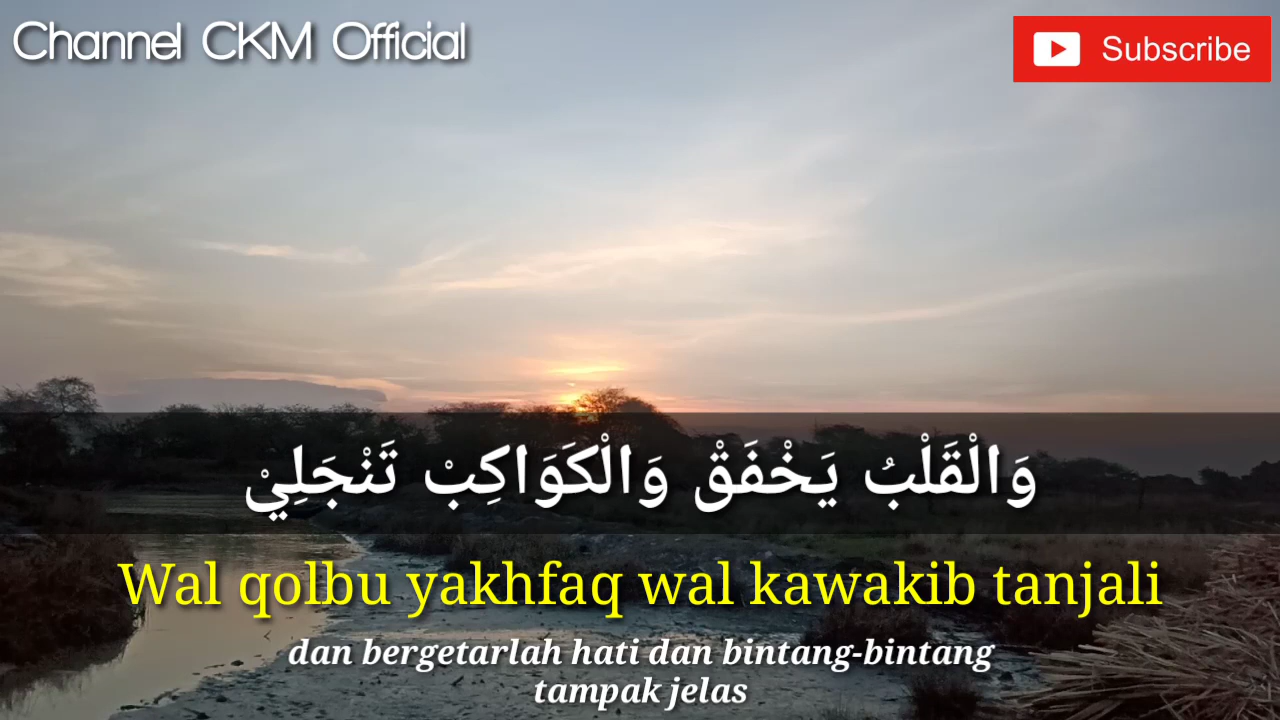 Channel CKM Official
Subscribe
وَالْقَلْبُ يَخْفَقْ وَالْكَوَاكِبْ تَنْجَلِيْ
Wal qolbu yakhfaq wal kawakib tanjali
dan bergetarlah hati dan bintang-bintang
tampak jelas